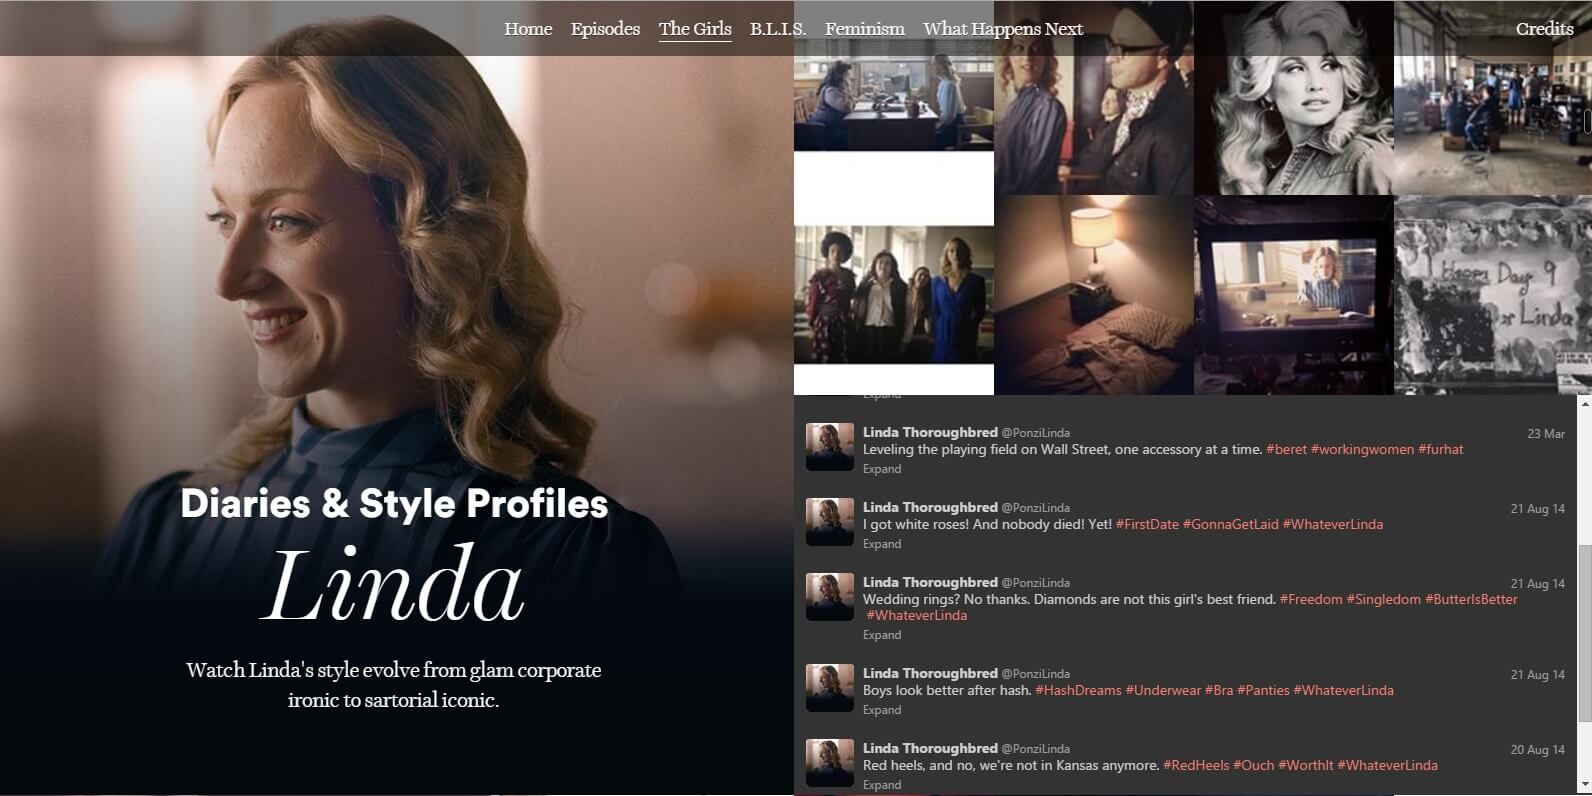 Home Episodes The Girls B.L.I.S. Feminism What Happens Next Credits
Diaries & Style Profiles
Linda
Watch Linda's style evolve from glam corporate
ironic to sartorial iconic.
Happy Day 9
for Linda
Expand
Linda Thoroughbred @PonziLinda 23 Mar
Leveling the playing field on Wall Street, one accessory at a time. #beret #workingwomen #furhat
Expand
Linda Thoroughbred @PonziLinda 21 Aug 14
I got white roses! And nobody died! Yet! #FirstDate #GonnaGetLaid #WhateverLinda
Expand
Linda Thoroughbred @PonziLinda 21 Aug 14
Wedding rings? No thanks. Diamonds are not this girl's best friend. #Freedom #Singledom #ButterIsBetter
#WhateverLinda
Expand
Linda Thoroughbred @PonziLinda 21 Aug 14
Boys look better after hash. #HashDreams #Underwear #Bra #Panties #WhateverLinda
Expand
Linda Thoroughbred @PonziLinda 20 Aug 14
Red heels, and no, we're not in Kansas anymore. #RedHeels #Ouch #WorthIt #WhateverLinda
Expand